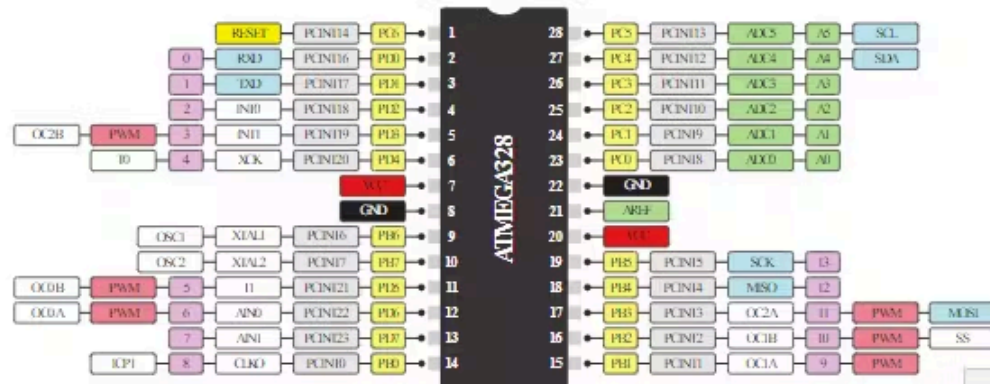 RESET PCINT14 PC6 1 28 PC5 PCINT13 ADC5 A5 SCL
0 RXD PCINT16 PD0 2 27 PC4 PCINT12 ADC4 A4 SDA
1 TXD PCINT17 PD1 3 26 PC3 PCINT11 ADC3 A3
2 INT0 PCINT18 PD2 4 25 PC2 PCINT10 ADC2 A2
OC2B PWM 3 INT1 PCINT19 PD3 5 24 PC1 PCINT9 ADC1 A1
T0 4 XCK PCINT20 PD4 6 23 PC0 PCINT8 ADC0 A0
VCC 7 22 GND
GND 8 21 AREF
OSC1 XTAL1 PCINT6 PB6 9 20 VCC
OSC2 XTAL2 PCINT7 PB7 10 19 PB5 PCINT5 SCK 13
OC0B PWM 5 T1 PCINT21 PD5 11 18 PB4 PCINT4 MISO 12
OC0A PWM 6 AIN0 PCINT22 PD6 12 17 PB3 PCINT3 OC2A 11 PWM MOSI
7 AIN1 PCINT23 PD7 13 16 PB2 PCINT2 OC1B 10 PWM SS
ICP1 8 CLKO PCINT0 PB0 14 15 PB1 PCINT1 OC1A 9 PWM
ATMEGA328